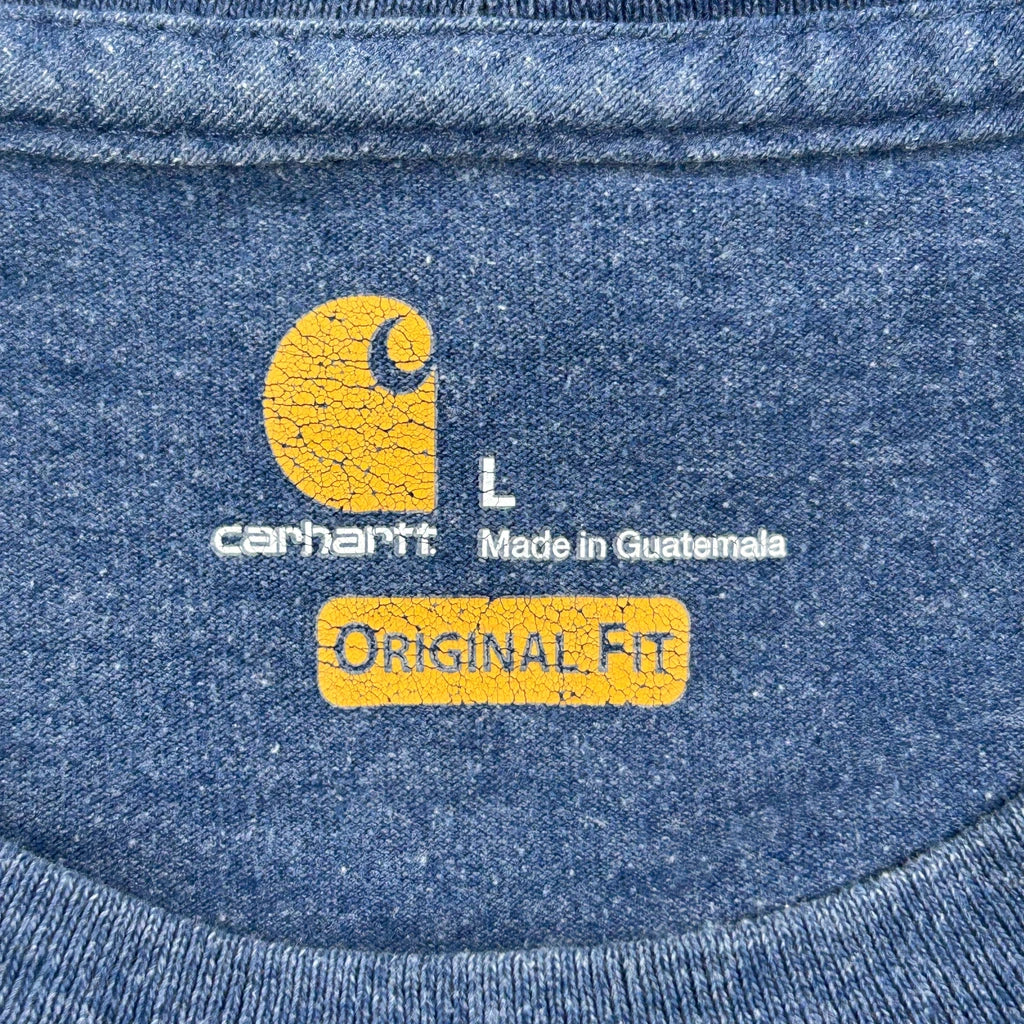 L
carhartt Made in Guatemala
ORIGINAL FIT